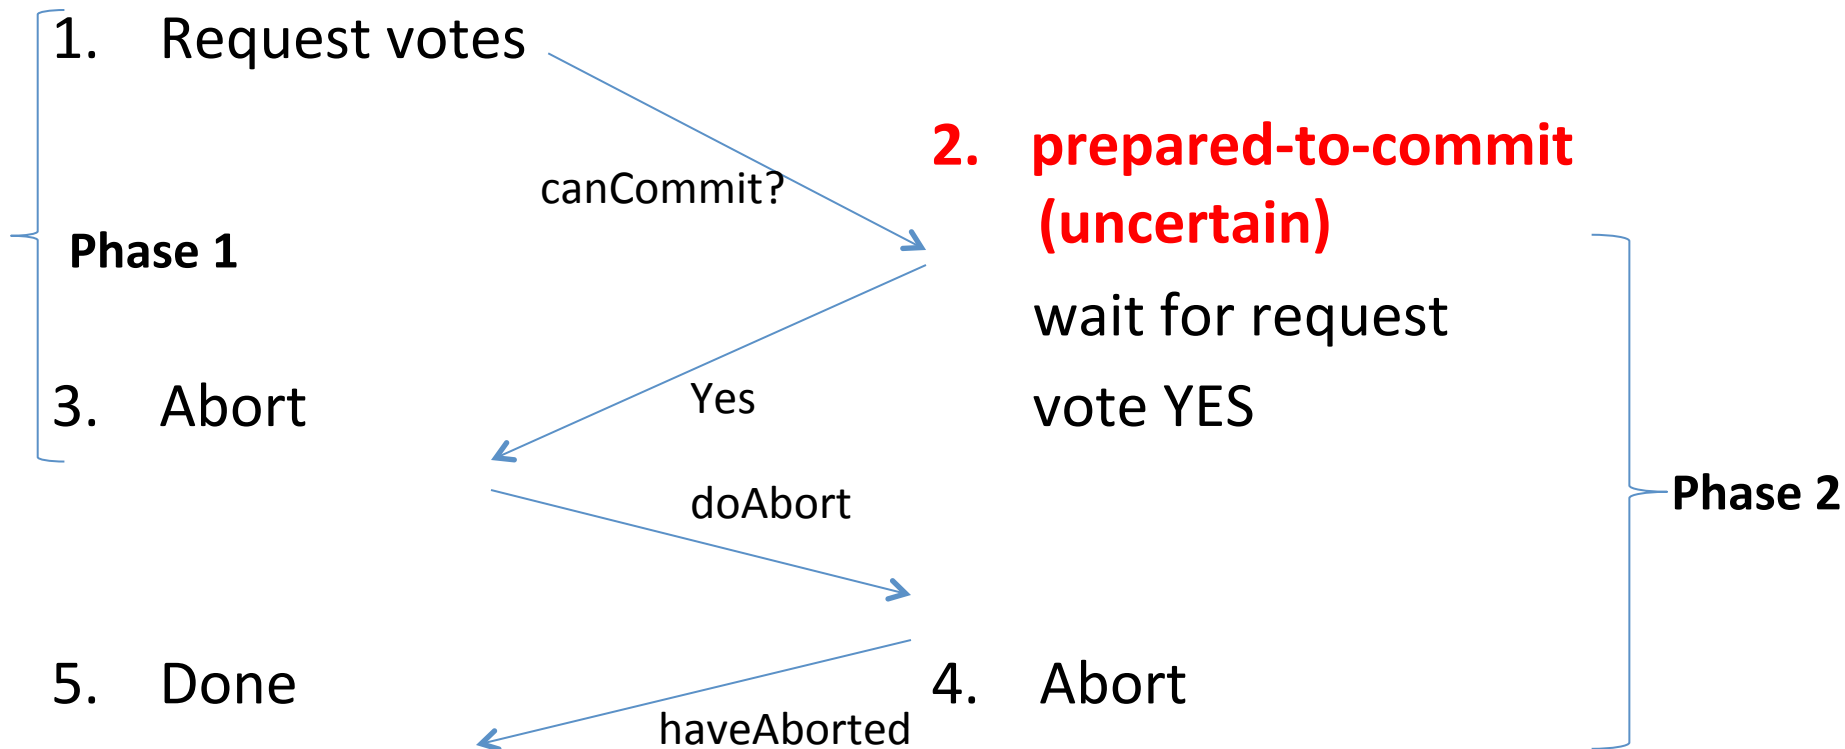 1. Request votes
2. prepared-to-commit
canCommit?
(uncertain)
Phase 1
wait for request
3. Abort
Yes
vote YES
doAbort
Phase 2
5. Done
4. Abort
haveAborted